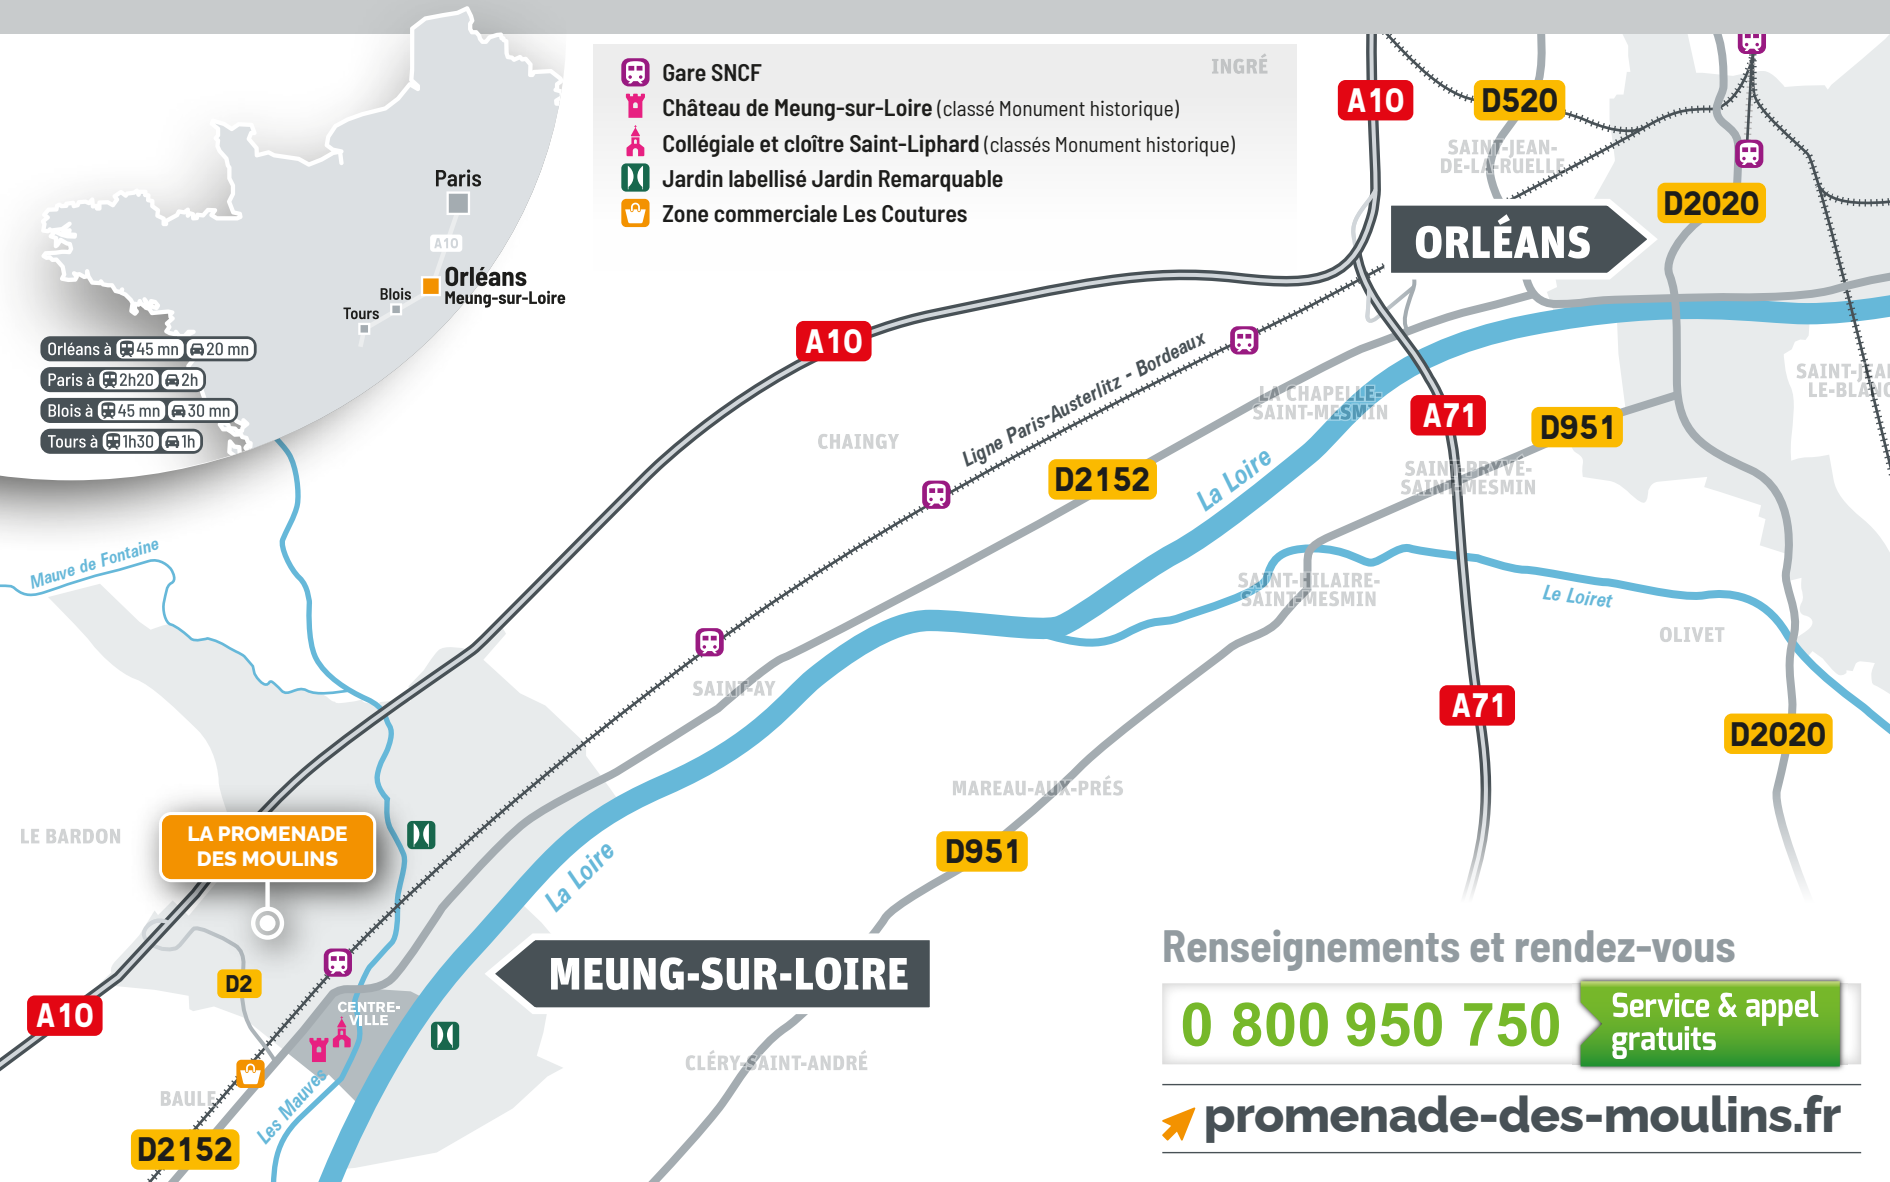 Gare SNCF
Château de Meung-sur-Loire (classé Monument historique)
Collégiale et cloître Saint-Liphard (classés Monument historique)
Jardin labellisé Jardin Remarquable
Zone commerciale Les Coutures
INGRÉ
A10
D520
SAINT-JEAN-
DE-LA-RUELLE
D2020
ORLÉANS
Paris
A10
Orléans
Meung-sur-Loire
Blois
Tours
Orléans à 45 mn 20 mn
Paris à 2h20 2h
Blois à 45 mn 30 mn
Tours à 1h30 1h
A10
Ligne Paris-Austerlitz - Bordeaux
CHAINGY
LA CHAPELLE-
SAINT-MESMIN
A71
D951
SAINT-JEAN
LE-BLANC
D2152
La Loire
SAINT-PRYVÉ-
SAINT-MESMIN
Mauve de Fontaine
SAINT-HILAIRE-
SAINT-MESMIN
Le Loiret
OLIVET
SAINT-AY
A71
D2020
MAREAU-AUX-PRÉS
LE BARDON
LA PROMENADE
DES MOULINS
D951
La Loire
MEUNG-SUR-LOIRE
D2
A10
CENTRE-
VILLE
CLÉRY-SAINT-ANDRÉ
BAULE
Les Mauves
D2152
Renseignements et rendez-vous
0 800 950 750
Service & appel
gratuits
promenade-des-moulins.fr